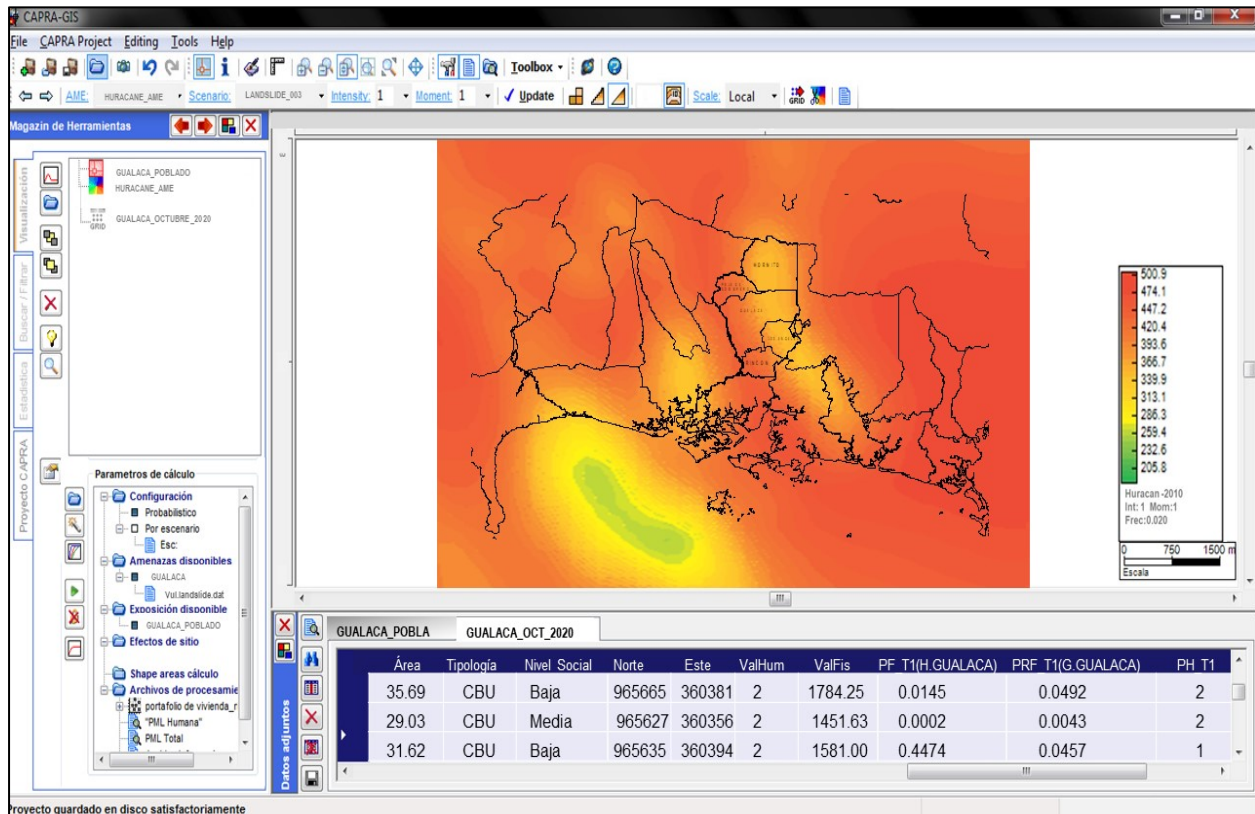 CAPRA-GIS
File CAPRA Project Editing Tools Help
Toolbox
AME: HURACANE_AME Scenario: LANDSLIDE_003 Intensity: 1 Moment: 1 Update Scale: Local GRID
Magazín de Herramientas
Visualización
Buscar / Filtrar
Estadística
Proyecto CAPRA
GUALACA_POBLADO
HURACANE_AME
GRID
GUALACA_OCTUBRE_2020
Parametros de cálculo
Configuración
Probabilistico
Por escenario
Esc:
Amenazas disponibles
GUALACA
Vul.landslide.dat
Exposición disponible
GUALACA_POBLADO
Efectos de sitio
Shape areas cálculo
Archivos de procesamie
portafolio de vivienda_r
"PML Humana"
PML Total
RINCON
500.9
474.1
447.2
420.4
393.6
366.7
339.9
313.1
286.3
259.4
232.6
205.8
Huracan -2010
Int: 1 Mom:1
Frec:0.020
0 750 1500 m
Escala
Datos adjuntos
GUALACA_POBLA GUALACA_OCT_2020
Área Tipología Nivel Social Norte Este ValHum ValFis PF_T1(H.GUALACA) PRF_T1(G.GUALACA) PH_T1
35.69 CBU Baja 965665 360381 2 1784.25 0.0145 0.0492 2
29.03 CBU Media 965627 360356 2 1451.63 0.0002 0.0043 2
31.62 CBU Baja 965635 360394 2 1581.00 0.4474 0.0457 1
Proyecto guardado en disco satisfactoriamente